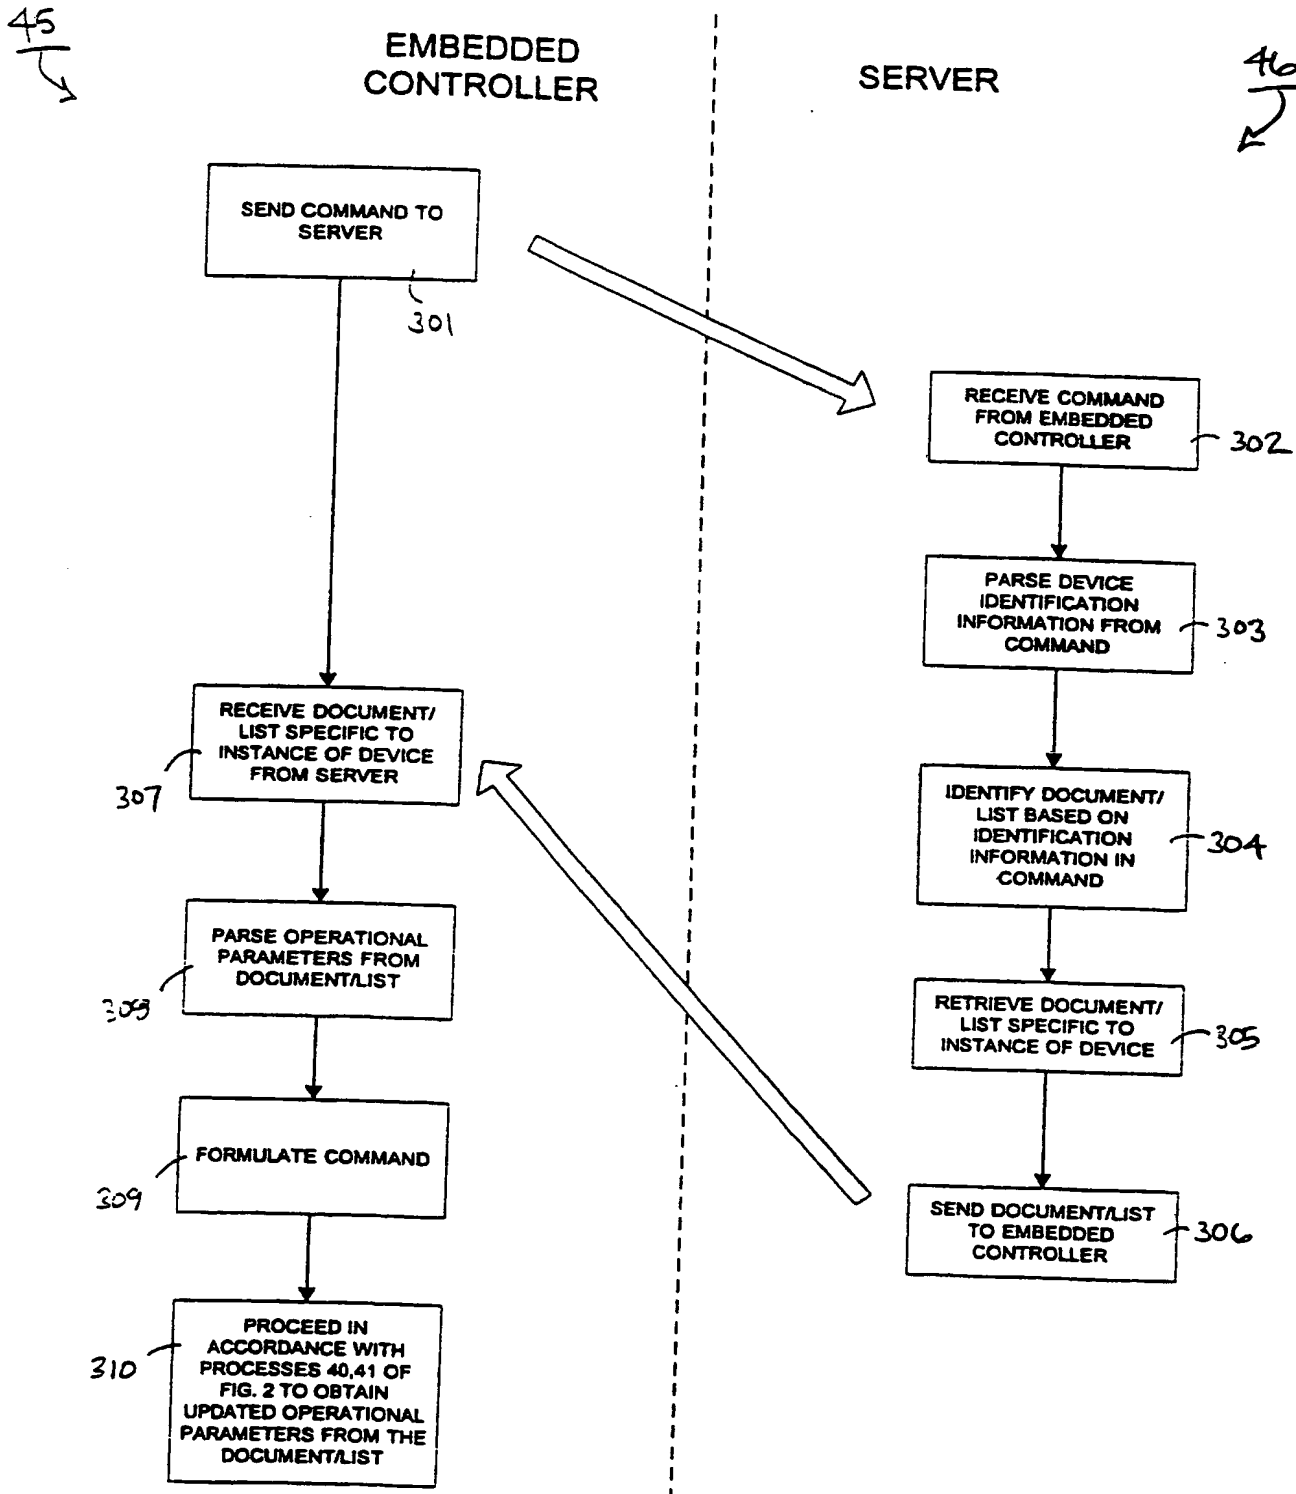 45
EMBEDDED
CONTROLLER
SERVER
46
SEND COMMAND TO
SERVER
301
RECEIVE COMMAND
FROM EMBEDDED
CONTROLLER
302
PARSE DEVICE
IDENTIFICATION
INFORMATION FROM
COMMAND
303
IDENTIFY DOCUMENT/
LIST BASED ON
IDENTIFICATION
INFORMATION IN
COMMAND
304
RETRIEVE DOCUMENT/
LIST SPECIFIC TO
INSTANCE OF DEVICE
305
SEND DOCUMENT/LIST
TO EMBEDDED
CONTROLLER
306
RECEIVE DOCUMENT/
LIST SPECIFIC TO
INSTANCE OF DEVICE
FROM SERVER
307
PARSE OPERATIONAL
PARAMETERS FROM
DOCUMENT/LIST
308
FORMULATE COMMAND
309
PROCEED IN
ACCORDANCE WITH
PROCESSES 40,41 OF
FIG. 2 TO OBTAIN
UPDATED OPERATIONAL
PARAMETERS FROM THE
DOCUMENT/LIST
310